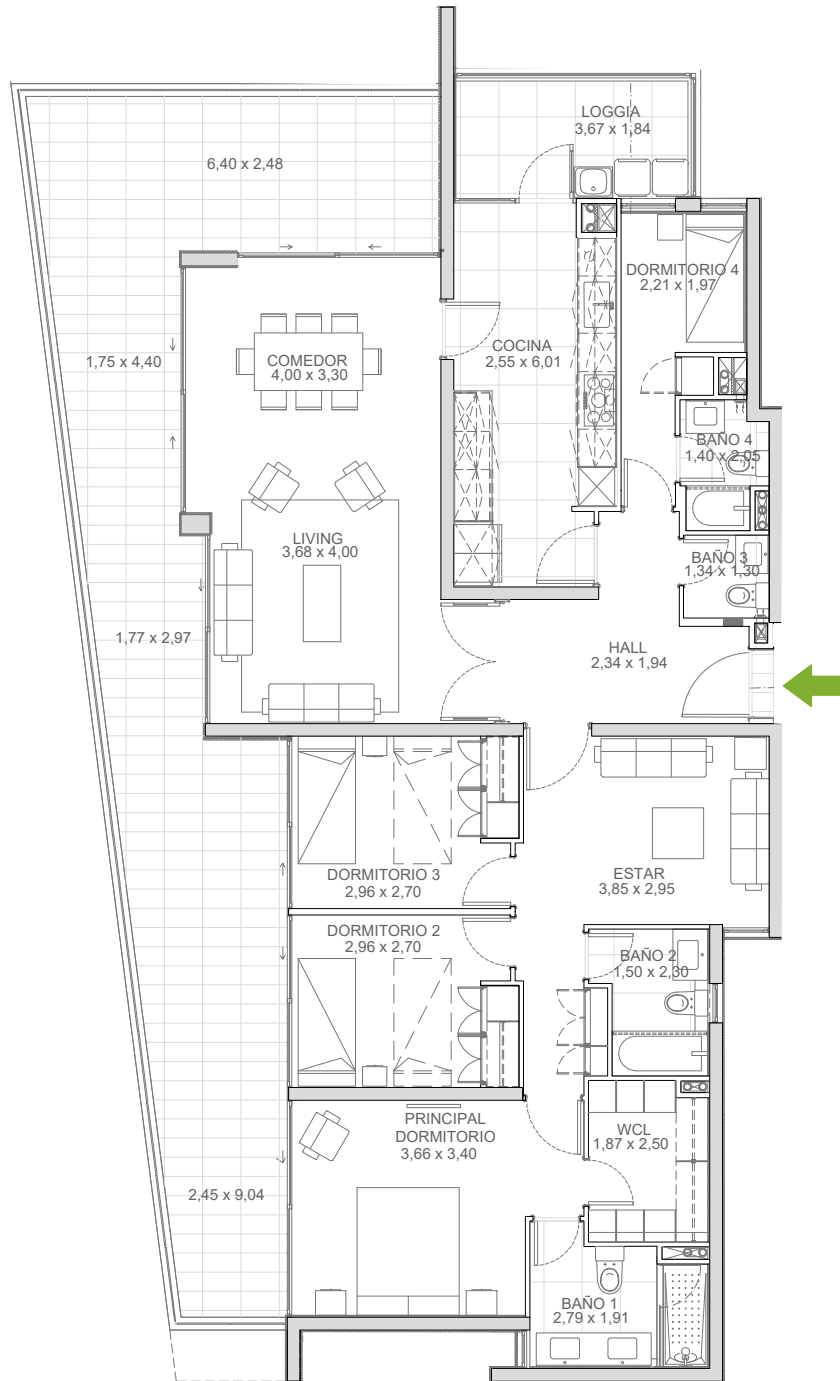 LOGGIA
3,67 x 1,84
6,40 x 2,48
DORMITORIO 4
2,21 x 1,97
COCINA
2,55 x 6,01
1,75 x 4,40
COMEDOR
4,00 x 3,30
BAÑO 4
1,40 x 2,05
LIVING
3,68 x 4,00
BAÑO 3
1,34 x 1,30
1,77 x 2,97
HALL
2,34 x 1,94
DORMITORIO 3
2,96 x 2,70
ESTAR
3,85 x 2,95
DORMITORIO 2
2,96 x 2,70
BAÑO 2
1,50 x 2,30
PRINCIPAL
DORMITORIO
3,66 x 3,40
WCL
1,87 x 2,50
2,45 x 9,04
BAÑO 1
2,79 x 1,91